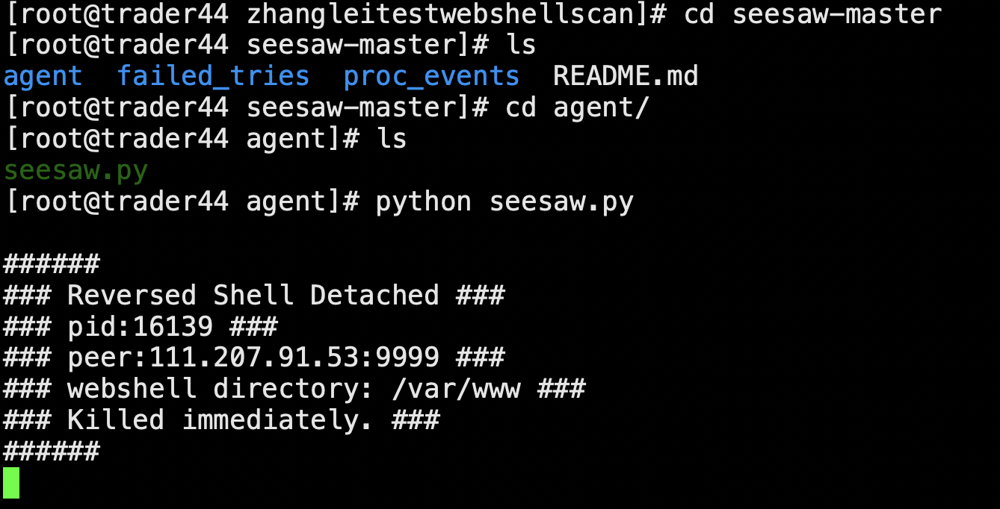 [root@trader44 zhangleitestwebshellscan]# cd seesaw-master
[root@trader44 seesaw-master]# ls
agent  failed_tries  proc_events  README.md
[root@trader44 seesaw-master]# cd agent/
[root@trader44 agent]# ls
seesaw.py
[root@trader44 agent]# python seesaw.py
######
### Reversed Shell Detached ###
### pid:16139 ###
### peer:111.207.91.53:9999 ###
### webshell directory: /var/www ###
### Killed immediately. ###
######